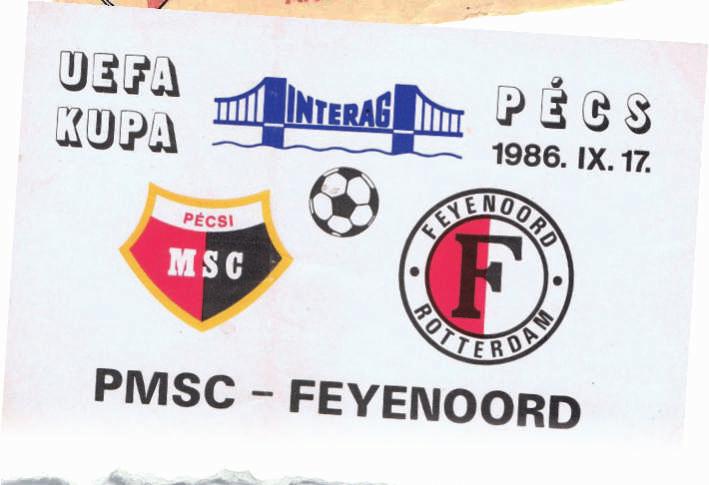 UEFA
KUPA
INTERAG
PÉCS
1986. IX. 17.
PÉCSI
MSC
FEYENOORD
F
ROTTERDAM
PMSC – FEYENOORD